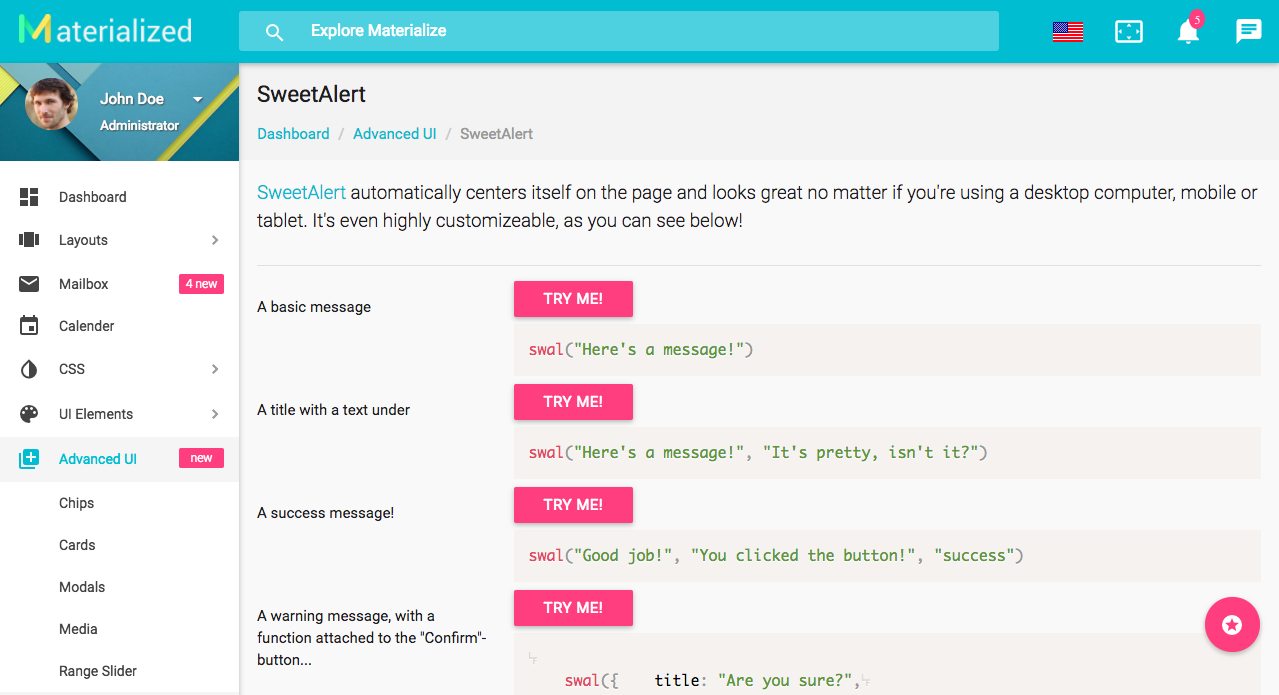 Materialized
Explore Materialize
5
John Doe
Administrator
Dashboard
Layouts
Mailbox
4 new
Calender
CSS
UI Elements
Advanced UI
new
Chips
Cards
Modals
Media
Range Slider
SweetAlert
Dashboard / Advanced UI / SweetAlert
SweetAlert automatically centers itself on the page and looks great no matter if you're using a desktop computer, mobile or
tablet. It's even highly customizeable, as you can see below!
A basic message
TRY ME!
swal("Here's a message!")
A title with a text under
TRY ME!
swal("Here's a message!", "It's pretty, isn't it?")
A success message!
TRY ME!
swal("Good job!", "You clicked the button!", "success")
A warning message, with a
function attached to the "Confirm"-
button...
TRY ME!
swal({    title: "Are you sure?",